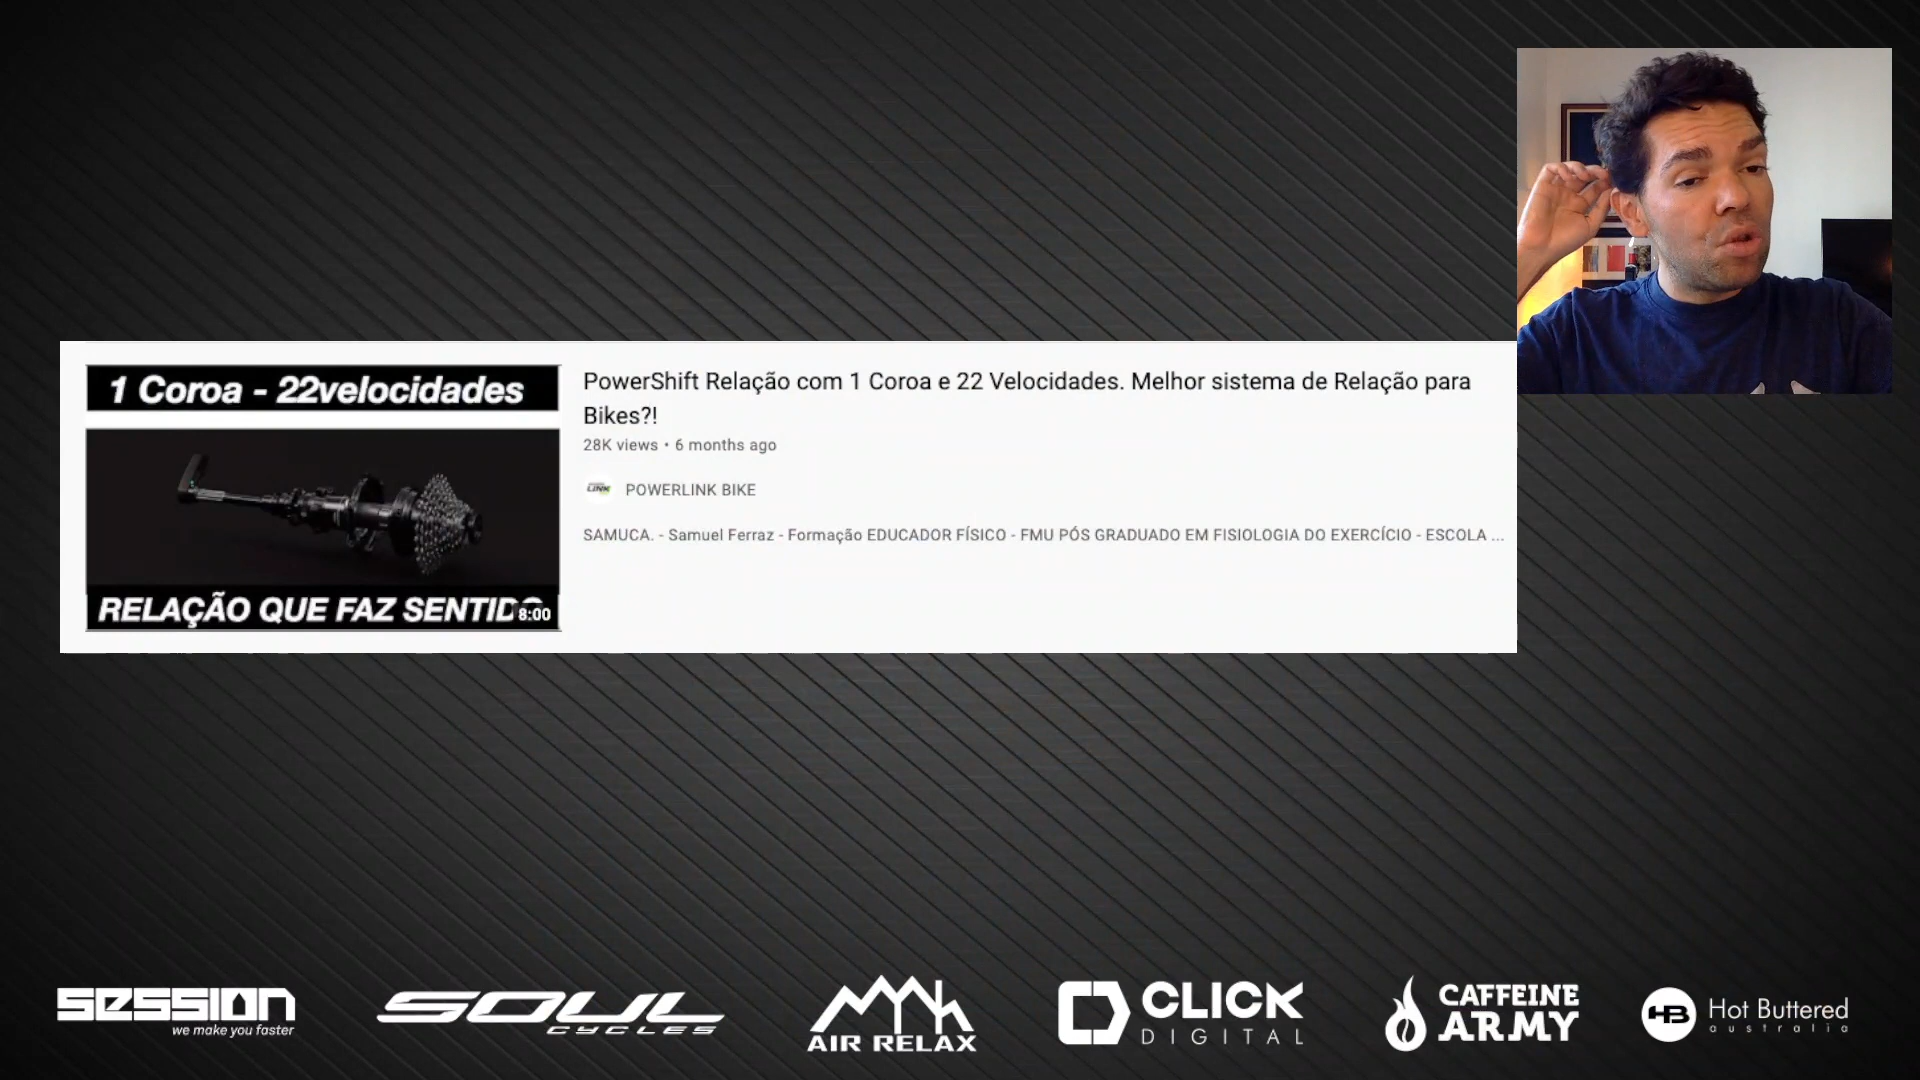 1 Coroa - 22velocidades
RELAÇÃO QUE FAZ SENTIDO
8:00
PowerShift Relação com 1 Coroa e 22 Velocidades. Melhor sistema de Relação para
Bikes?!
28K views • 6 months ago
LINK
POWERLINK BIKE
SAMUCA. - Samuel Ferraz - Formação EDUCADOR FÍSICO - FMU PÓS GRADUADO EM FISIOLOGIA DO EXERCÍCIO - ESCOLA ...
SESSION
we make you faster
SOUL
CYCLES
AIR RELAX
CLICK
DIGITAL
CAFFEINE
ARMY
HB
Hot Buttered
australia